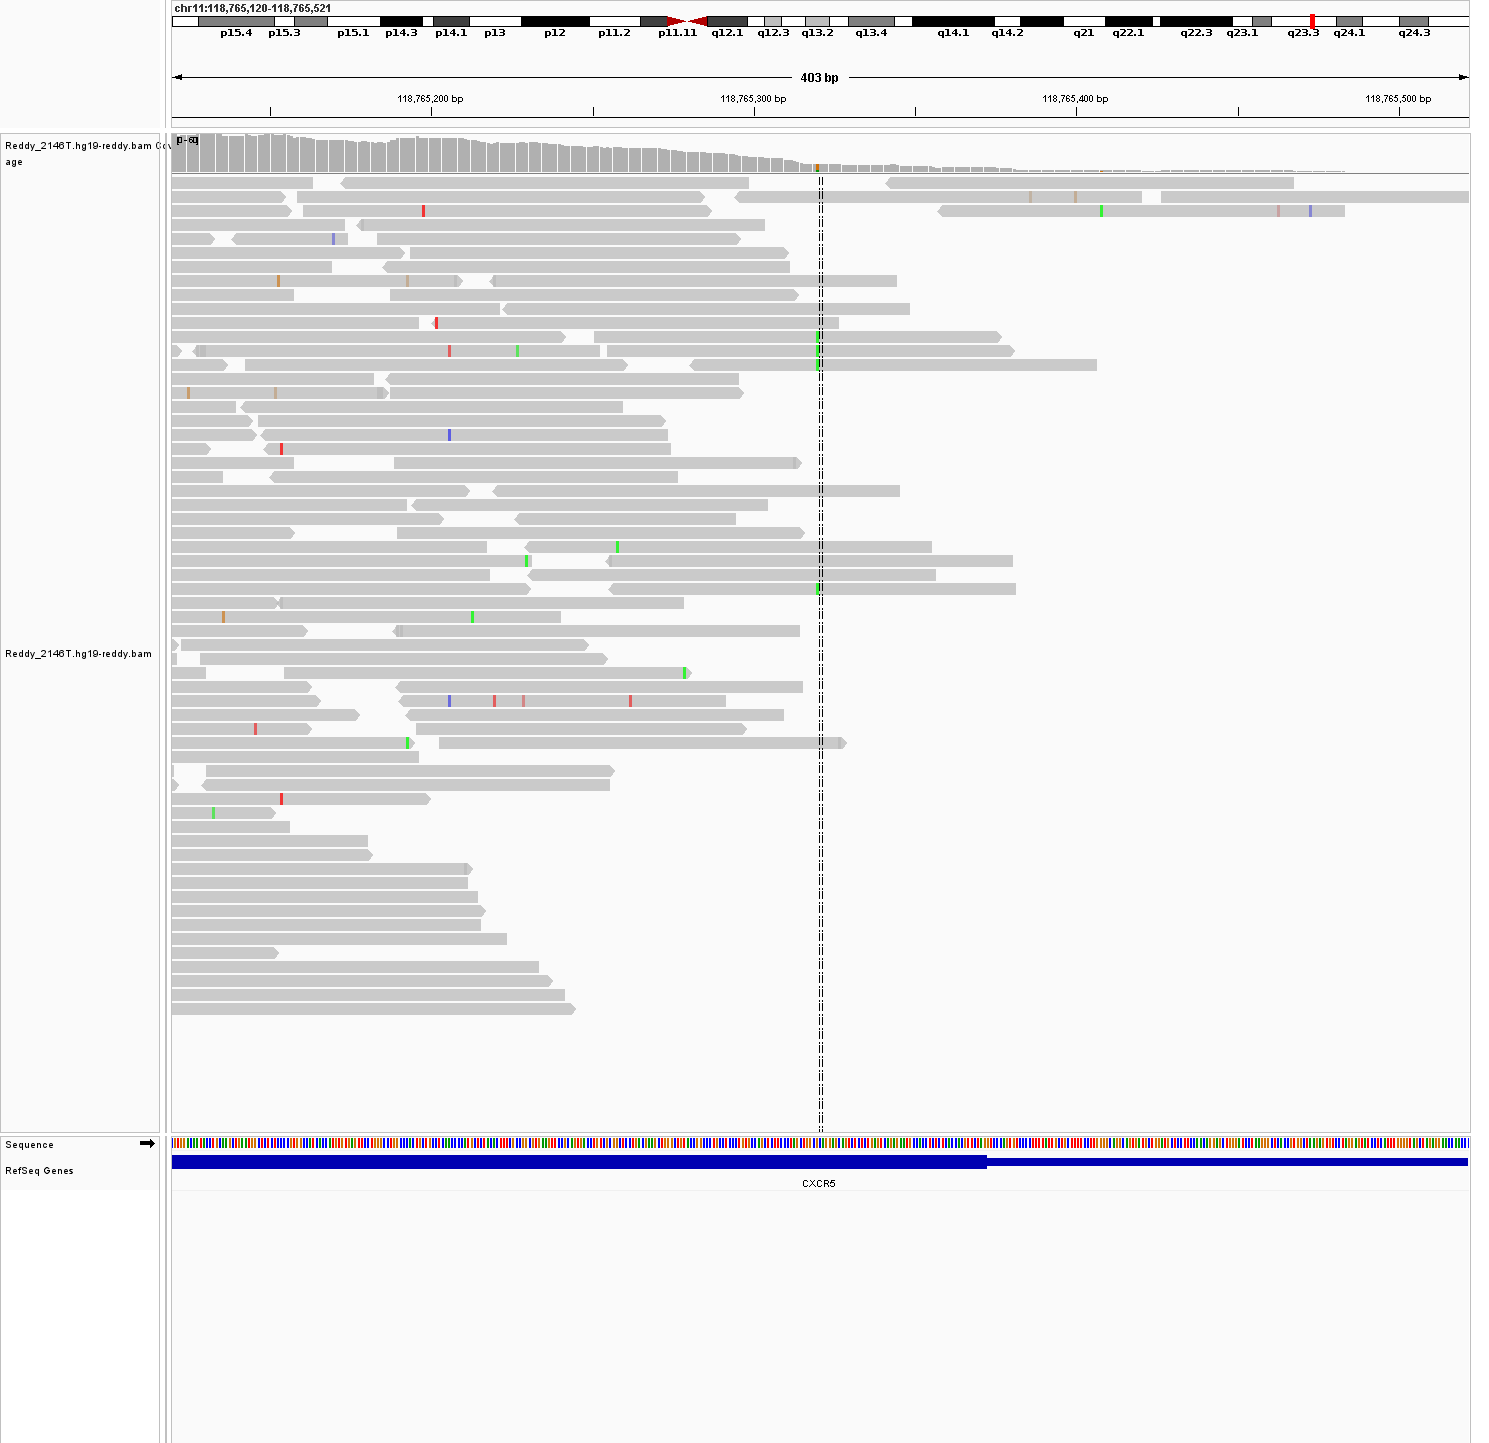 chr11:118,765,120-118,765,521
p15.4 p15.3 p15.1 p14.3 p14.1 p13 p12 p11.2 p11.11 q12.1 q12.3 q13.2 q13.4 q14.1 q14.2 q21 q22.1 q22.3 q23.1 q23.3 q24.1 q24.3
403 bp
118,765,200 bp 118,765,300 bp 118,765,400 bp 118,765,500 bp
Reddy_2146T.hg19-reddy.bam Cov
age
Reddy_2146T.hg19-reddy.bam
Sequence
RefSeq Genes
CXCR5